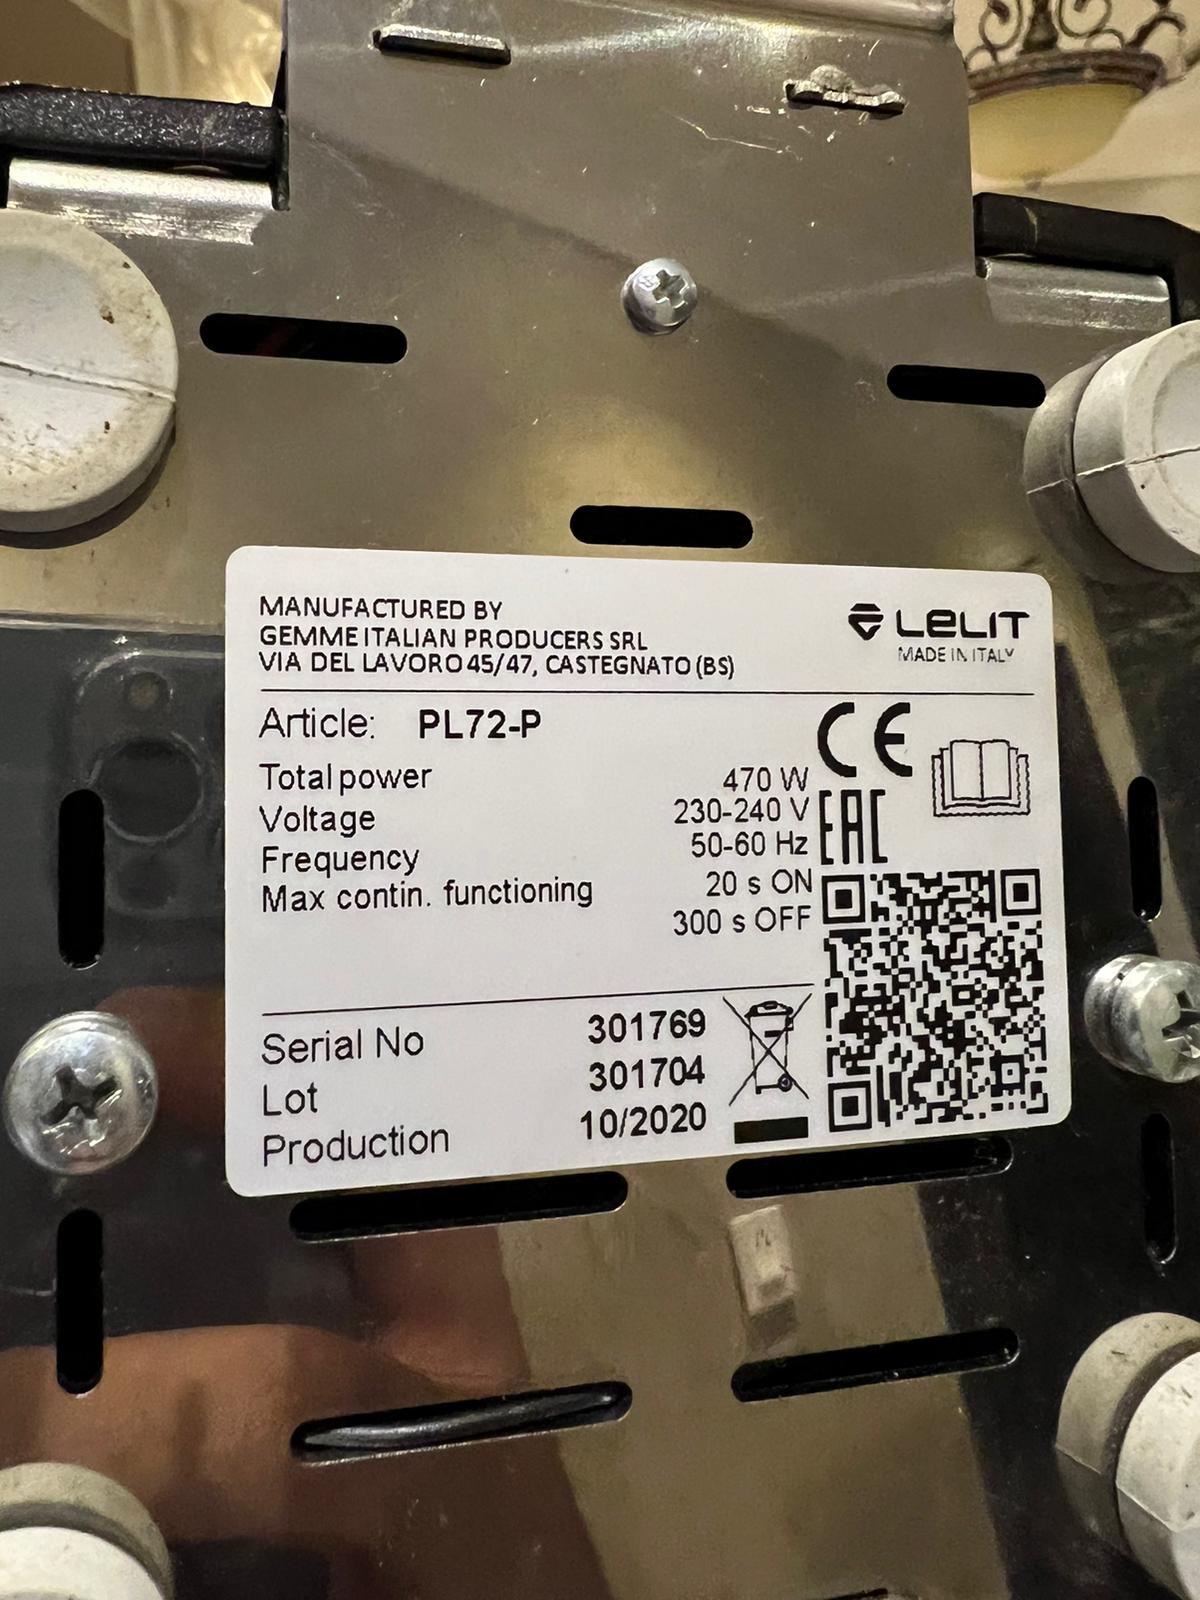 MANUFACTURED BY
GEMME ITALIAN PRODUCERS SRL
VIA DEL LAVORO 45/47, CASTEGNATO (BS)
LELIT
MADE IN ITALY
Article: PL72-P
Total power 470 W
Voltage 230-240 V
Frequency 50-60 Hz
Max contin. functioning 20 s ON
300 s OFF
CE
EAC
Serial No 301769
Lot 301704
Production 10/2020